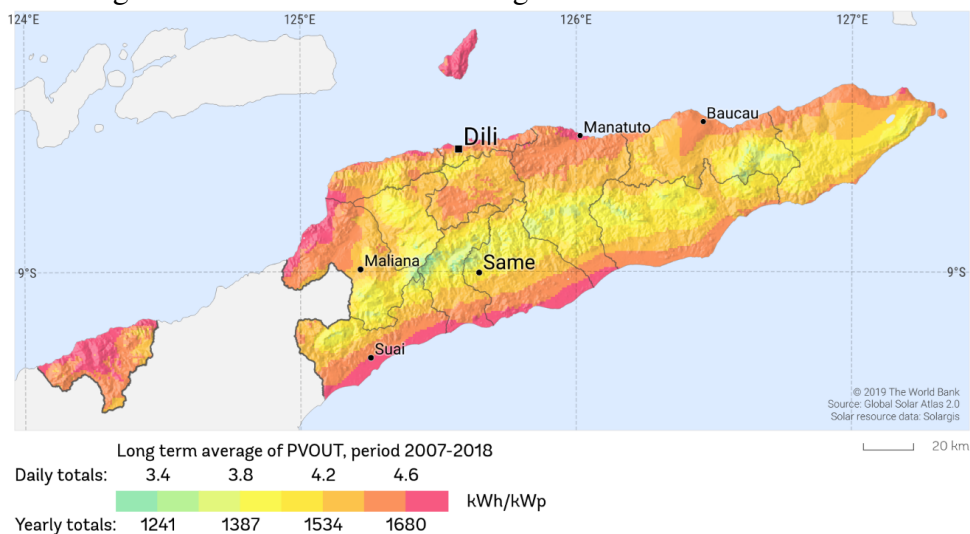 124°E 125°E 126°E 127°E
Dili
Manatuto
Baucau
9°S
Maliana
Same
9°S
Suai
© 2019 The World Bank
Source: Global Solar Atlas 2.0
Solar resource data: Solargis
20 km
Long term average of PVOUT, period 2007-2018
Daily totals: 3.4 3.8 4.2 4.6
kWh/kWp
Yearly totals: 1241 1387 1534 1680